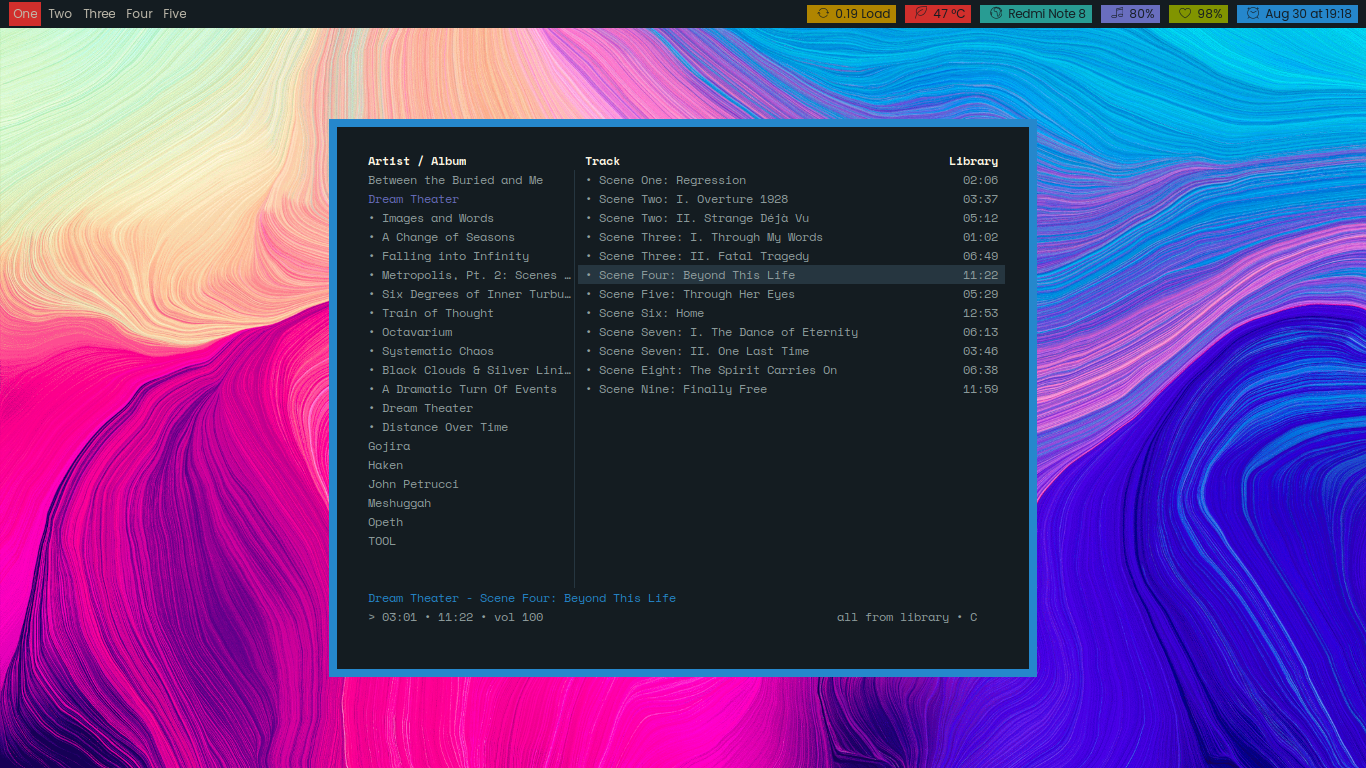 One Two Three Four Five 0.19 Load 47 ºC Redmi Note 8 80% 98% Aug 30 at 19:18
Artist / Album Track Library
Between the Buried and Me • Scene One: Regression 02:06
Dream Theater • Scene Two: I. Overture 1928 03:37
• Images and Words • Scene Two: II. Strange Déjà Vu 05:12
• A Change of Seasons • Scene Three: I. Through My Words 01:02
• Falling into Infinity • Scene Three: II. Fatal Tragedy 06:49
• Metropolis, Pt. 2: Scenes … • Scene Four: Beyond This Life 11:22
• Six Degrees of Inner Turbu… • Scene Five: Through Her Eyes 05:29
• Train of Thought • Scene Six: Home 12:53
• Octavarium • Scene Seven: I. The Dance of Eternity 06:13
• Systematic Chaos • Scene Seven: II. One Last Time 03:46
• Black Clouds & Silver Lini… • Scene Eight: The Spirit Carries On 06:38
• A Dramatic Turn Of Events • Scene Nine: Finally Free 11:59
• Dream Theater
• Distance Over Time
Gojira
Haken
John Petrucci
Meshuggah
Opeth
TOOL
Dream Theater - Scene Four: Beyond This Life
> 03:01 • 11:22 • vol 100 all from library • C